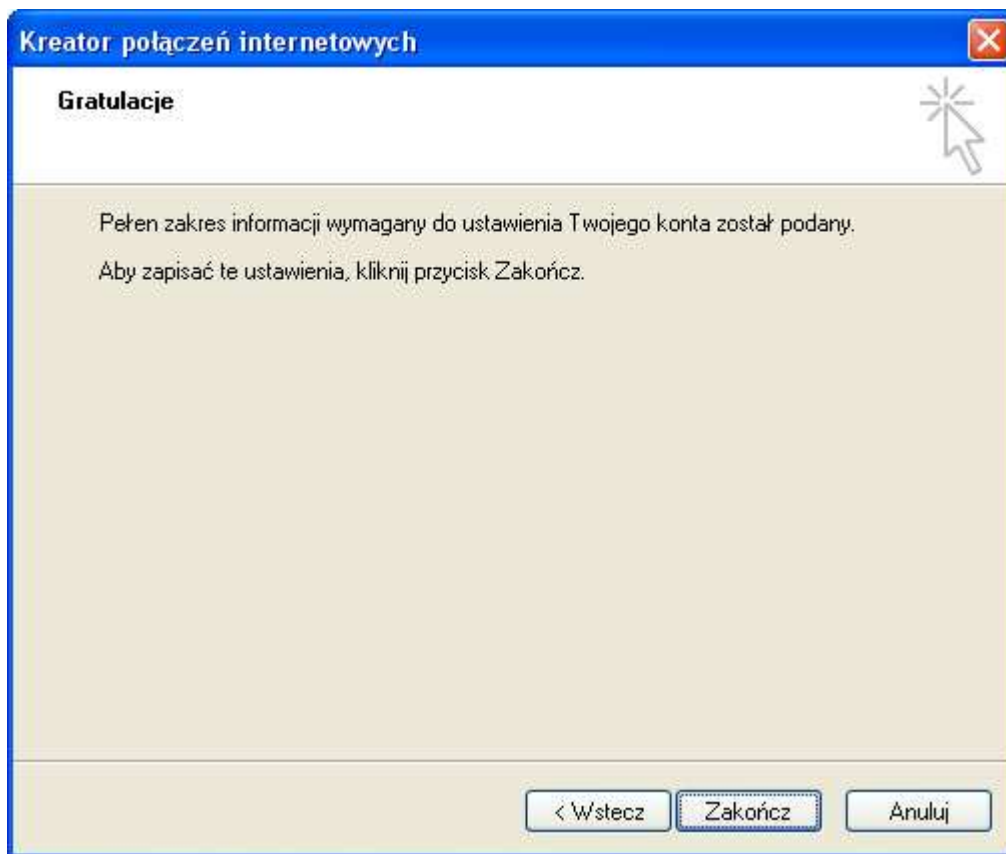 Kreator połączeń internetowych
Gratulacje
Pełen zakres informacji wymagany do ustawienia Twojego konta został podany.
Aby zapisać te ustawienia, kliknij przycisk Zakończ.
< Wstecz
Zakończ
Anuluj